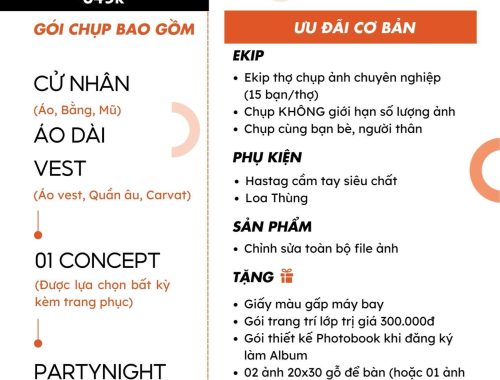 GÓI CHỤP BAO GỒM
CỬ NHÂN
(Áo, Bằng, Mũ)
ÁO DÀI
VEST
(Áo vest, Quần âu, Carvat)
01 CONCEPT
(Được lựa chọn bất kỳ
kèm trang phục)
PARTYNIGHT
ƯU ĐÃI CƠ BẢN
EKIP
• Ekip thợ chụp ảnh chuyên nghiệp
(15 bạn/thợ)
• Chụp KHÔNG giới hạn số lượng ảnh
• Chụp cùng bạn bè, người thân
PHỤ KIỆN
• Hastag cầm tay siêu chất
• Loa Thùng
SẢN PHẨM
• Chỉnh sửa toàn bộ file ảnh
TẶNG
• Giấy màu gấp máy bay
• Gói trang trí lớp trị giá 300.000đ
• Gói thiết kế Photobook khi đăng ký
làm Album
• 02 ảnh 20x30 gỗ để bàn (hoặc 01 ảnh